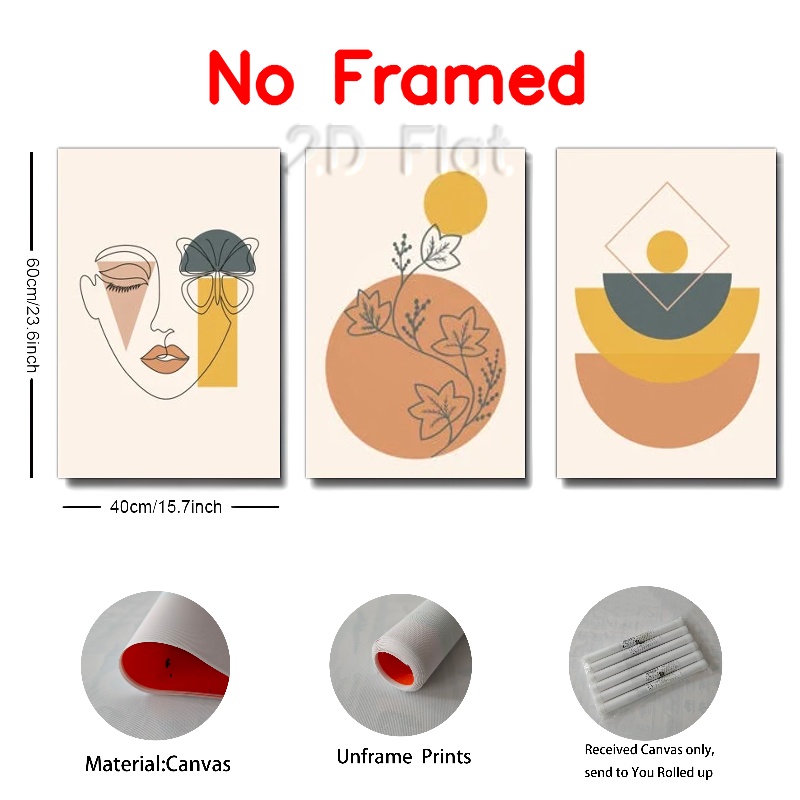 No Framed
2D Flat
60cm/23.6inch
40cm/15.7inch
Material:Canvas
Unframe Prints
Received Canvas only,
send to You Rolled up